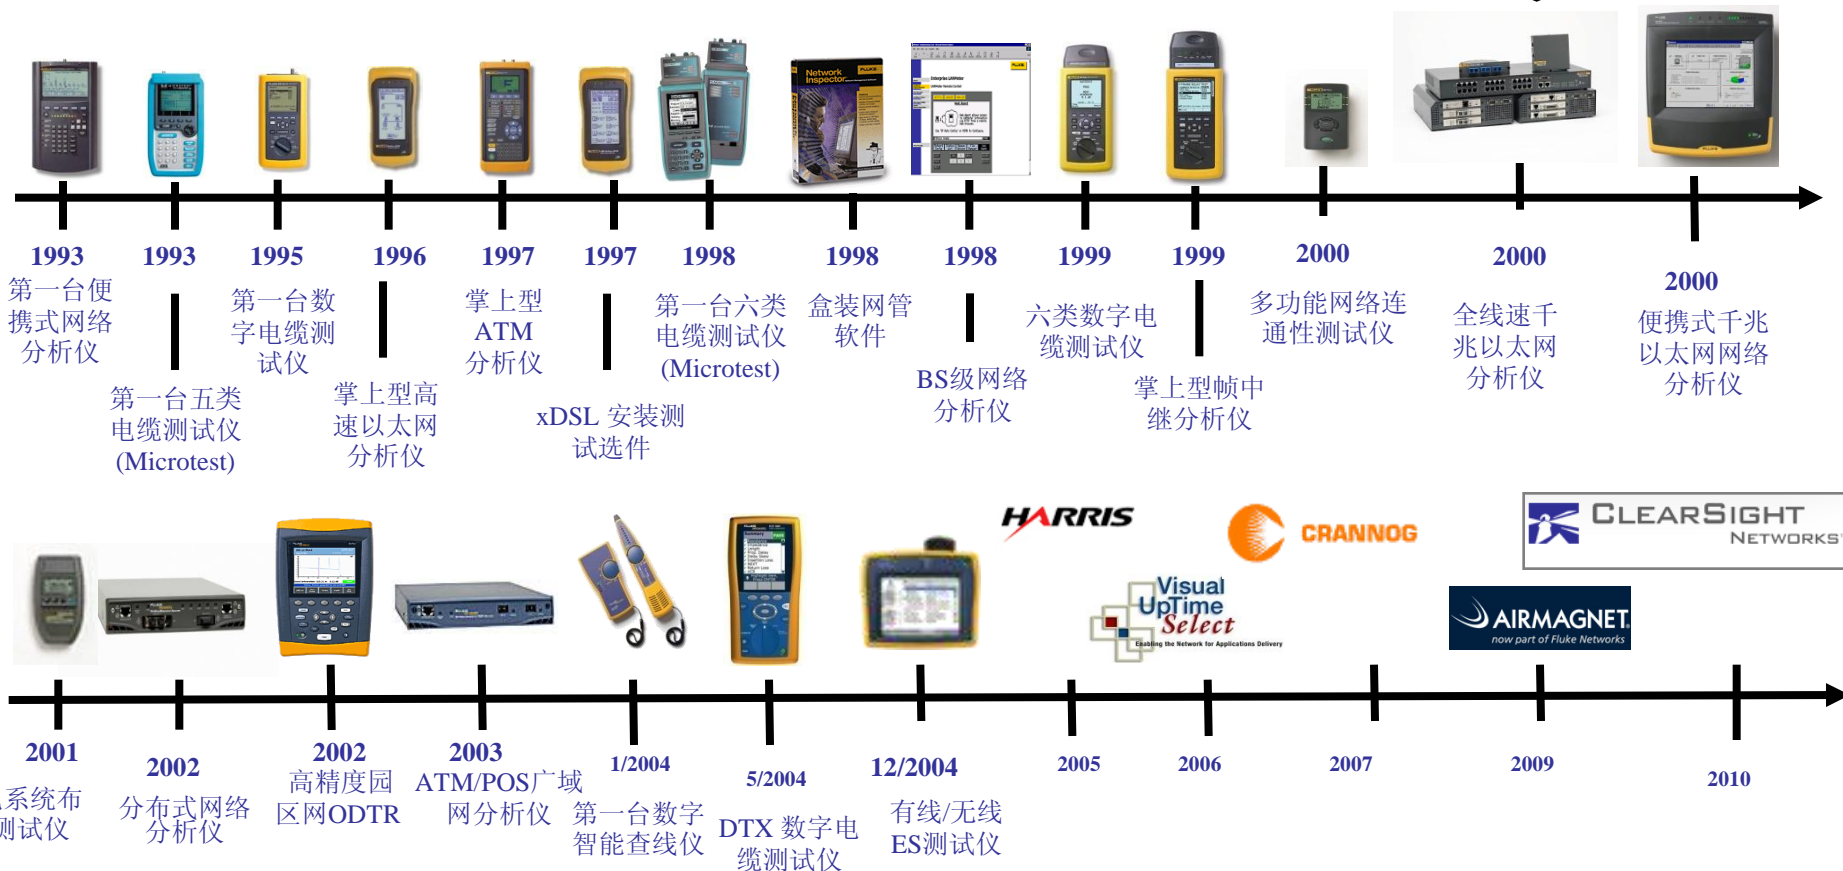 Network
Inspector
FLUKE
Enterprise LANMeter
1993
第一台便
携式网络
分析仪
1993
第一台五类
电缆测试仪
(Microtest)
1995
第一台数
字电缆测
试仪
1996
掌上型高
速以太网
分析仪
1997
掌上型
ATM
分析仪
1997
xDSL 安装测
试选件
1998
第一台六类
电缆测试仪
(Microtest)
1998
盒装网管
软件
1998
BS级网络
分析仪
1999
六类数字电
缆测试仪
1999
掌上型帧中
继分析仪
2000
多功能网络连
通性测试仪
2000
全线速千
兆以太网
分析仪
2000
便携式千兆
以太网网络
分析仪
HARRIS
CRANNOG
CLEARSIGHT
NETWORKS
Visual
UpTime
Select
Enabling the Network for Applications Delivery
AIRMAGNET
now part of Fluke Networks
2001
系统布
测试仪
2002
分布式网络
分析仪
2002
高精度园
区网ODTR
2003
ATM/POS广域
网分析仪
1/2004
第一台数字
智能查线仪
5/2004
DTX 数字电
缆测试仪
12/2004
有线/无线
ES测试仪
2005
2006
2007
2009
2010